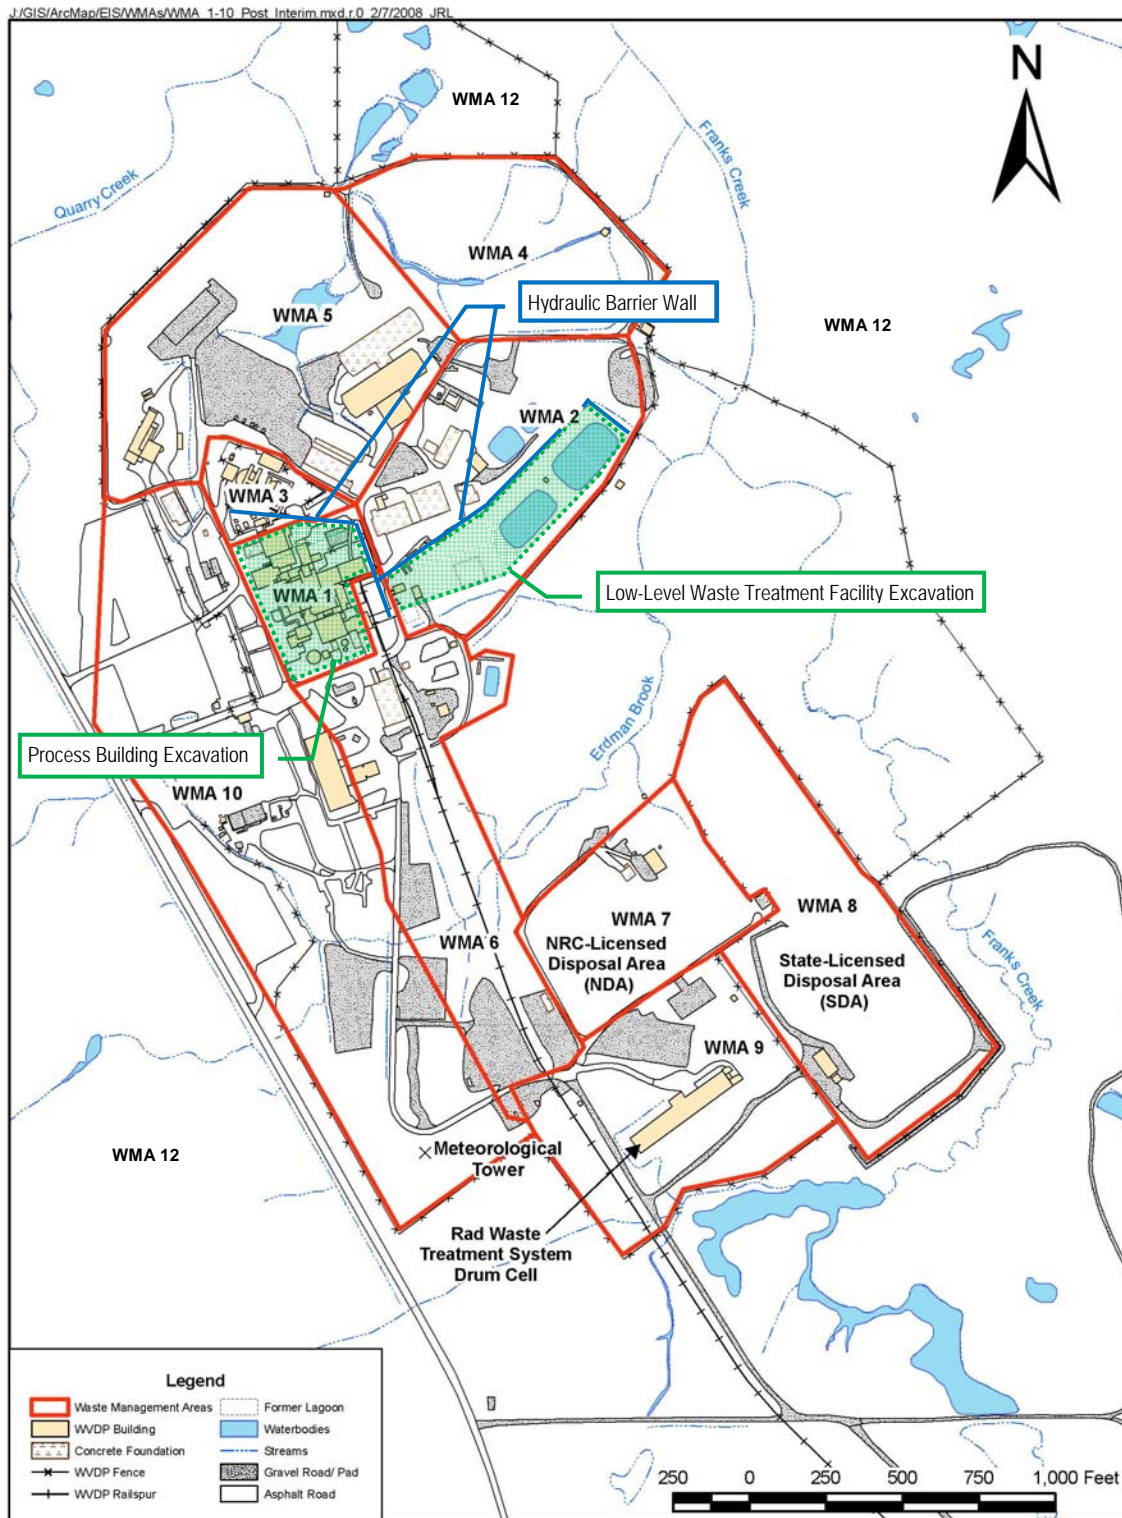 J:/GIS/ArcMap/EIS/WMAs/WMA_1-10_Post_Interim.mxd.r.0 2/7/2008 JRL
N
WMA 12
Franks Creek
Quarry Creek
WMA 4
Hydraulic Barrier Wall
WMA 5
WMA 12
WMA 2
WMA 3
WMA 1
Low-Level Waste Treatment Facility Excavation
Erdman Brook
Process Building Excavation
WMA 10
WMA 8
WMA 7
NRC-Licensed
Disposal Area
(NDA)
WMA 6
State-Licensed
Disposal Area
(SDA)
Franks Creek
WMA 9
WMA 12
Meteorological
Tower
Rad Waste
Treatment System
Drum Cell
Legend
Waste Management Areas
WVDP Building
Concrete Foundation
WVDP Fence
WVDP Railspur
Former Lagoon
Waterbodies
Streams
Gravel Road/ Pad
Asphalt Road
250 0 250 500 750 1,000 Feet